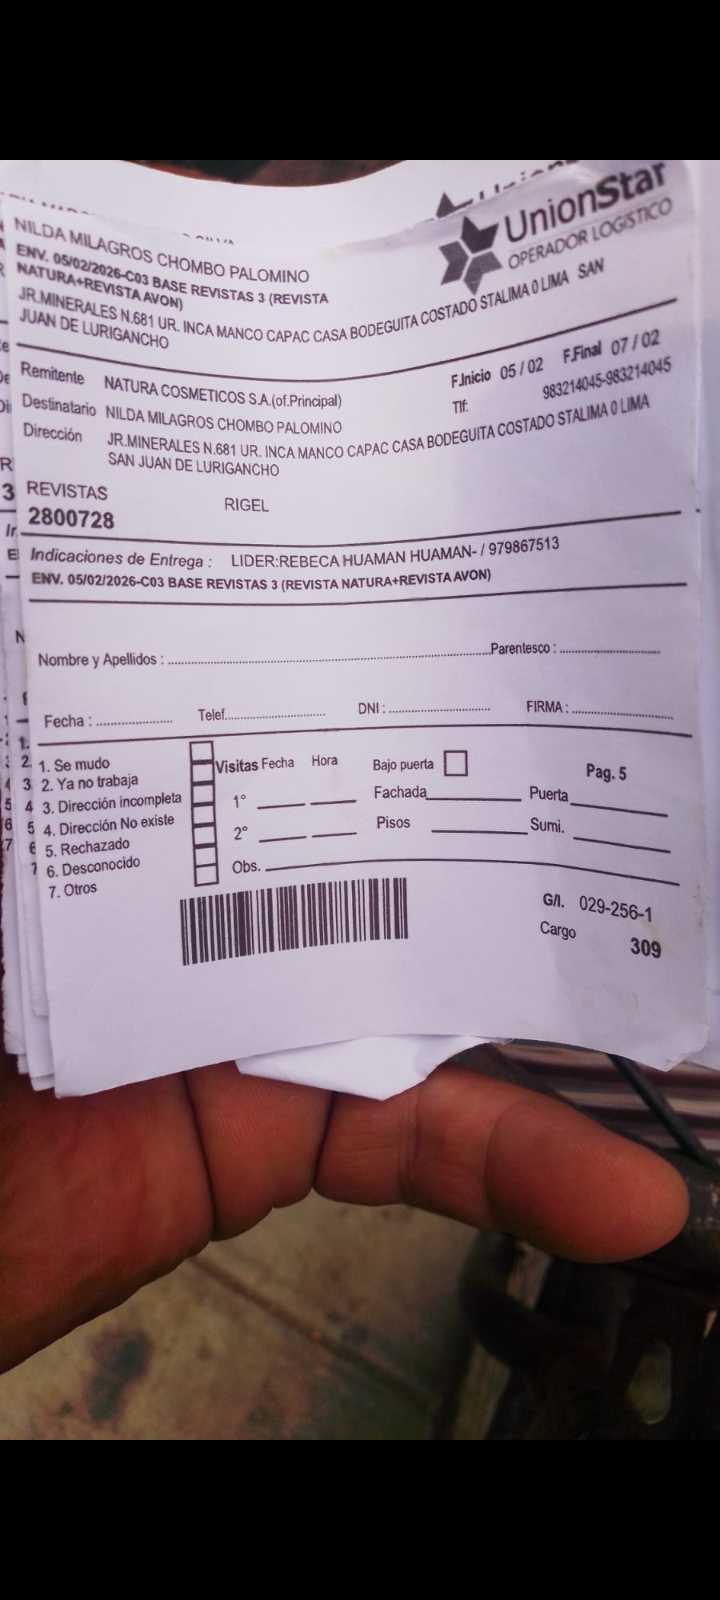 UnionStar
OPERADOR LOGISTICO
NILDA MILAGROS CHOMBO PALOMINO
ENV. 05/02/2026-C03 BASE REVISTAS 3 (REVISTA
NATURA+REVISTA AVON)
JR.MINERALES N.681 UR. INCA MANCO CAPAC CASA BODEGUITA COSTADO STALIMA 0 LIMA SAN
JUAN DE LURIGANCHO
Remitente NATURA COSMETICOS S.A.(of.Principal) F.Inicio 05 / 02 F.Final 07 / 02
Destinatario NILDA MILAGROS CHOMBO PALOMINO Tlf: 983214045-983214045
Dirección JR.MINERALES N.681 UR. INCA MANCO CAPAC CASA BODEGUITA COSTADO STALIMA 0 LIMA
SAN JUAN DE LURIGANCHO
REVISTAS RIGEL
2800728
Indicaciones de Entrega : LIDER:REBECA HUAMAN HUAMAN- / 979867513
ENV. 05/02/2026-C03 BASE REVISTAS 3 (REVISTA NATURA+REVISTA AVON)
Nombre y Apellidos : Parentesco :
Fecha : Telef. DNI : FIRMA :
1. Se mudo
2. Ya no trabaja
3. Dirección incompleta
4. Dirección No existe
5. Rechazado
6. Desconocido
7. Otros
Visitas Fecha Hora Bajo puerta Pag. 5
1° Fachada Puerta
2° Pisos Sumi.
Obs.
G/I. 029-256-1
Cargo 309